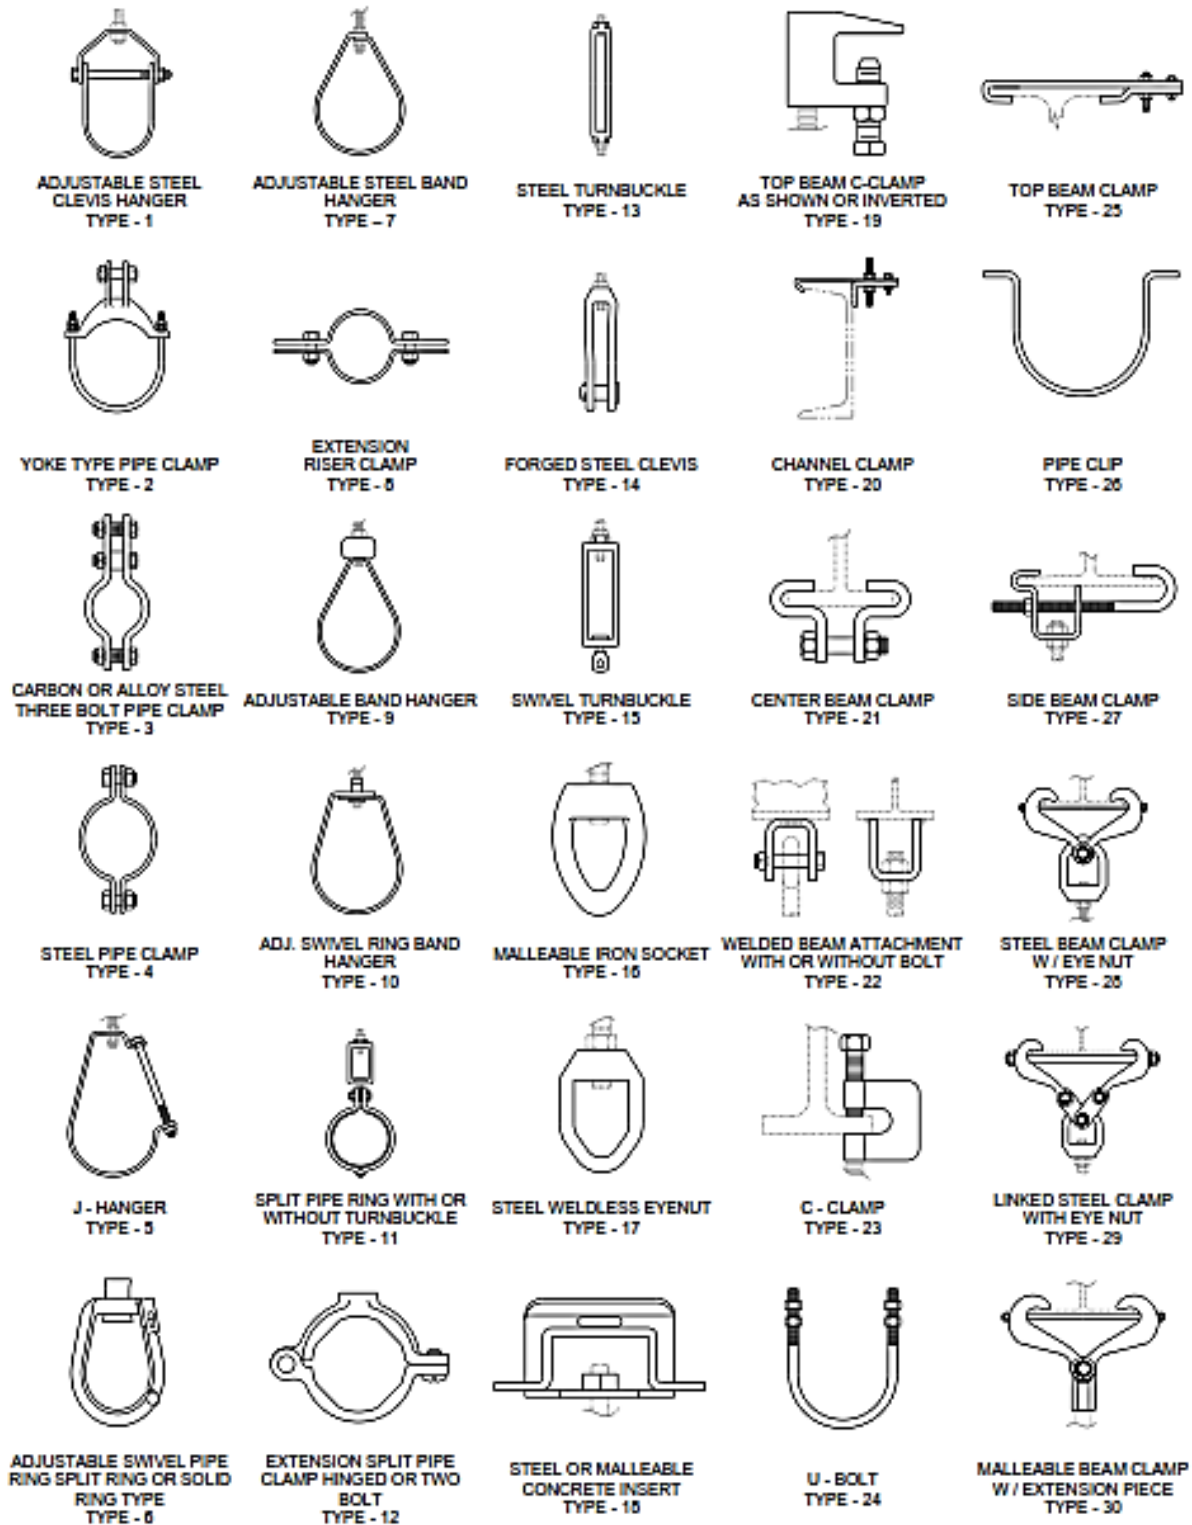 ADJUSTABLE STEEL
CLEVIS HANGER
TYPE - 1
ADJUSTABLE STEEL BAND
HANGER
TYPE - 7
STEEL TURNBUCKLE
TYPE - 13
TOP BEAM C-CLAMP
AS SHOWN OR INVERTED
TYPE - 19
TOP BEAM CLAMP
TYPE - 25
YOKE TYPE PIPE CLAMP
TYPE - 2
EXTENSION
RISER CLAMP
TYPE - 8
FORGED STEEL CLEVIS
TYPE - 14
CHANNEL CLAMP
TYPE - 20
PIPE CLIP
TYPE - 26
CARBON OR ALLOY STEEL
THREE BOLT PIPE CLAMP
TYPE - 3
ADJUSTABLE BAND HANGER
TYPE - 9
SWIVEL TURNBUCKLE
TYPE - 15
CENTER BEAM CLAMP
TYPE - 21
SIDE BEAM CLAMP
TYPE - 27
STEEL PIPE CLAMP
TYPE - 4
ADJ. SWIVEL RING BAND
HANGER
TYPE - 10
MALLEABLE IRON SOCKET
TYPE - 16
WELDED BEAM ATTACHMENT
WITH OR WITHOUT BOLT
TYPE - 22
STEEL BEAM CLAMP
W / EYE NUT
TYPE - 28
J - HANGER
TYPE - 5
SPLIT PIPE RING WITH OR
WITHOUT TURNBUCKLE
TYPE - 11
STEEL WELDLESS EYENUT
TYPE - 17
C - CLAMP
TYPE - 23
LINKED STEEL CLAMP
WITH EYE NUT
TYPE - 29
ADJUSTABLE SWIVEL PIPE
RING SPLIT RING OR SOLID
RING TYPE
TYPE - 6
EXTENSION SPLIT PIPE
CLAMP HINGED OR TWO
BOLT
TYPE - 12
STEEL OR MALLEABLE
CONCRETE INSERT
TYPE - 18
U - BOLT
TYPE - 24
MALLEABLE BEAM CLAMP
W / EXTENSION PIECE
TYPE - 30